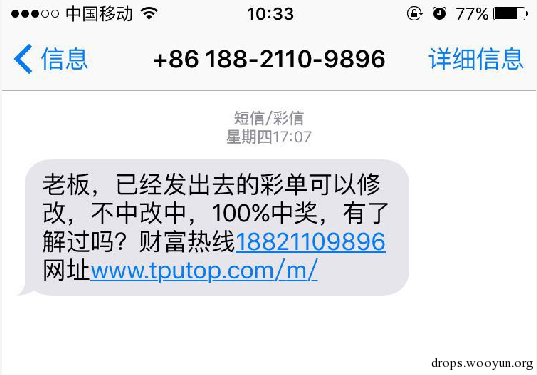 中国移动 10:33 77%
信息 +86 188-2110-9896 详细信息
短信/彩信
星期四17:07
老板，已经发出去的彩单可以修
改，不中改中，100%中奖，有了
解过吗？财富热线18821109896
网址www.tputop.com/m/
drops.wooyun.org